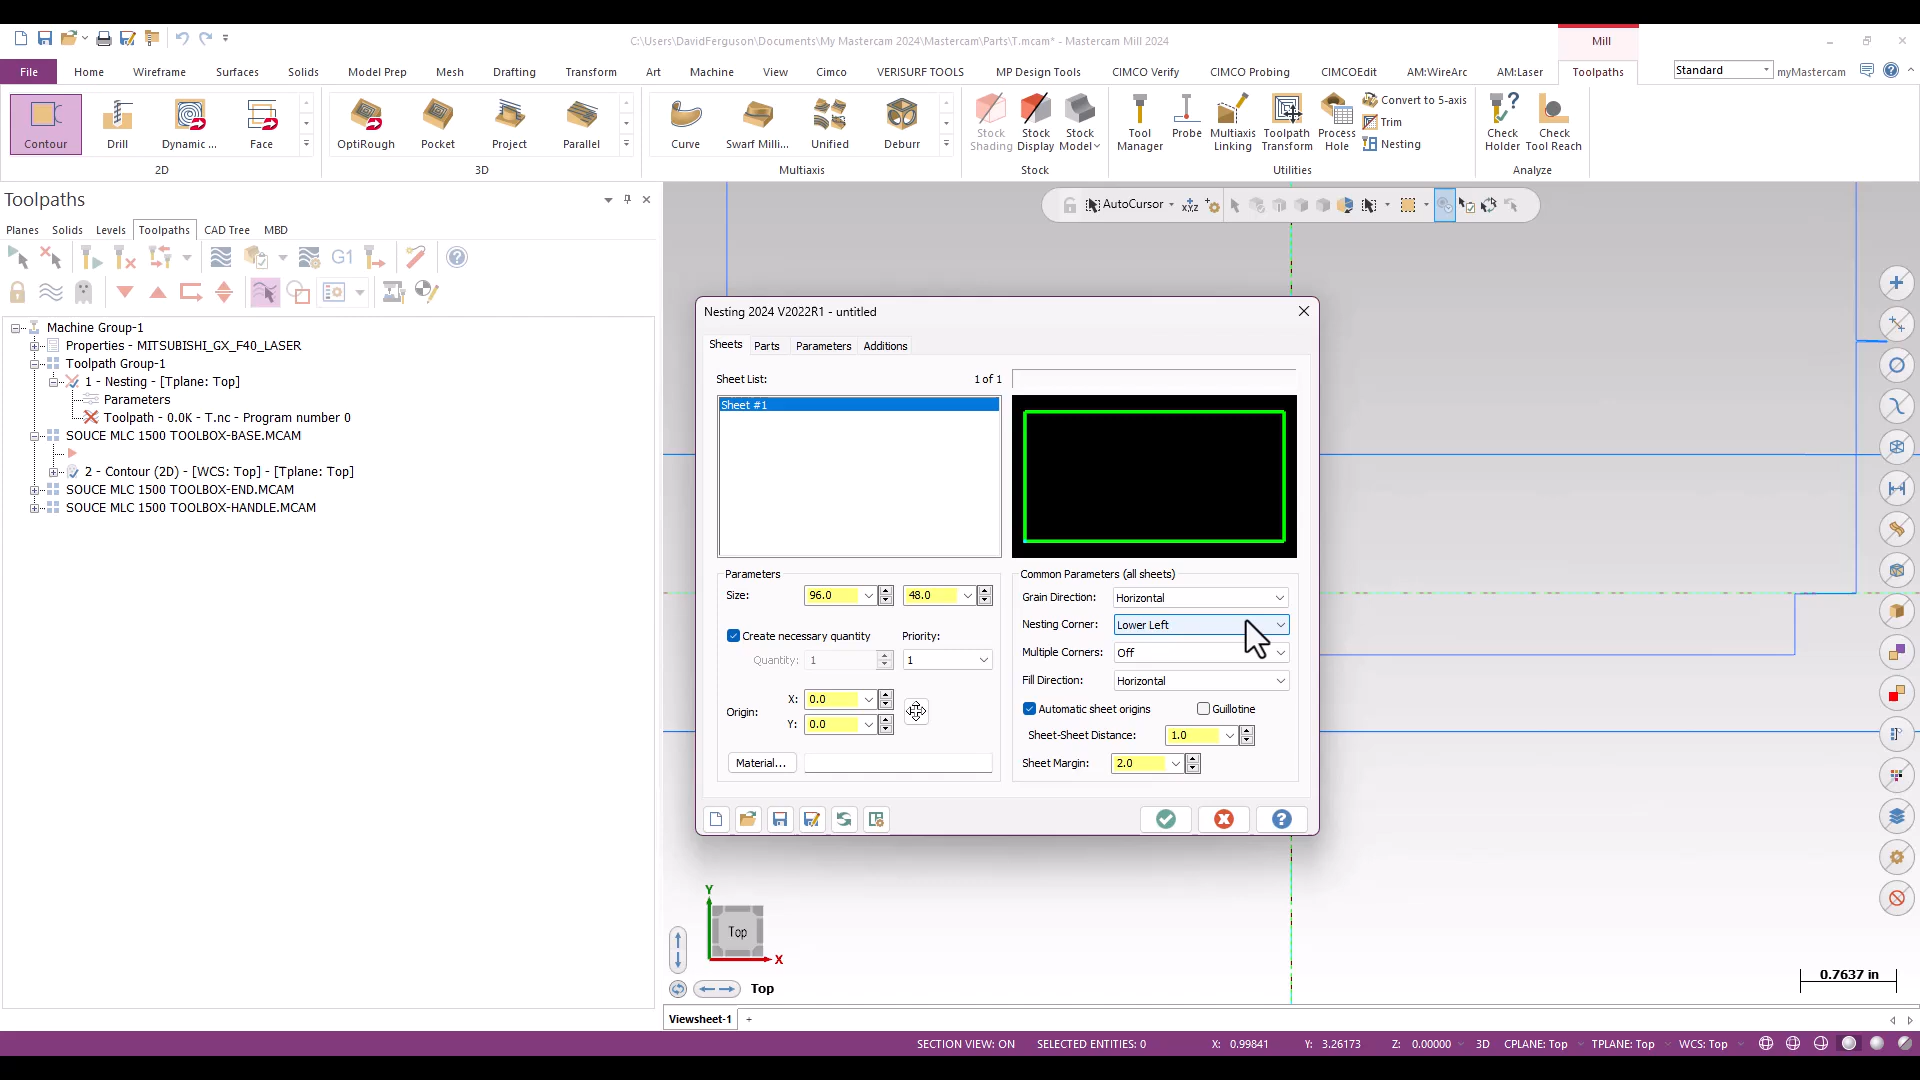 C:\Users\DavidFerguson\Documents\My Mastercam 2024\Mastercam\Parts\T.mcam* - Mastercam Mill 2024
Mill
File Home Wireframe Surfaces Solids Model Prep Mesh Drafting Transform Art Machine View Cimco VERISURF TOOLS MP Design Tools CIMCO Verify CIMCO Probing CIMCOEdit AM:WireArc AM:Laser Toolpaths Standard myMastercam
Contour Drill Dynamic ... Face OptiRough Pocket Project Parallel Curve Swarf Milli... Unified Deburr Stock Shading Stock Display Stock Model Tool Manager Probe Multiaxis Linking Toolpath Transform Process Hole Convert to 5-axis Trim Nesting Check Holder Check Tool Reach
2D 3D Multiaxis Stock Utilities Analyze
Toolpaths
AutoCursor XYZ
Planes Solids Levels Toolpaths CAD Tree MBD
G1
Machine Group-1
Properties - MITSUBISHI_GX_F40_LASER
Toolpath Group-1
1 - Nesting - [Tplane: Top]
Parameters
Toolpath - 0.0K - T.nc - Program number 0
SOUCE MLC 1500 TOOLBOX-BASE.MCAM
2 - Contour (2D) - [WCS: Top] - [Tplane: Top]
SOUCE MLC 1500 TOOLBOX-END.MCAM
SOUCE MLC 1500 TOOLBOX-HANDLE.MCAM
Nesting 2024 V2022R1 - untitled
Sheets Parts Parameters Additions
Sheet List: 1 of 1
Sheet #1
Parameters
Size: 96.0 48.0
Create necessary quantity Priority:
Quantity: 1 1
Origin: X: 0.0
Y: 0.0
Material...
Common Parameters (all sheets)
Grain Direction: Horizontal
Nesting Corner: Lower Left
Multiple Corners: Off
Fill Direction: Horizontal
Automatic sheet origins Guillotine
Sheet-Sheet Distance: 1.0
Sheet Margin: 2.0
Y
Top
X
Top
0.7637 in
Viewsheet-1 +
SECTION VIEW: ON SELECTED ENTITIES: 0 X: 0.99841 Y: 3.26173 Z: 0.00000 3D CPLANE: Top TPLANE: Top WCS: Top